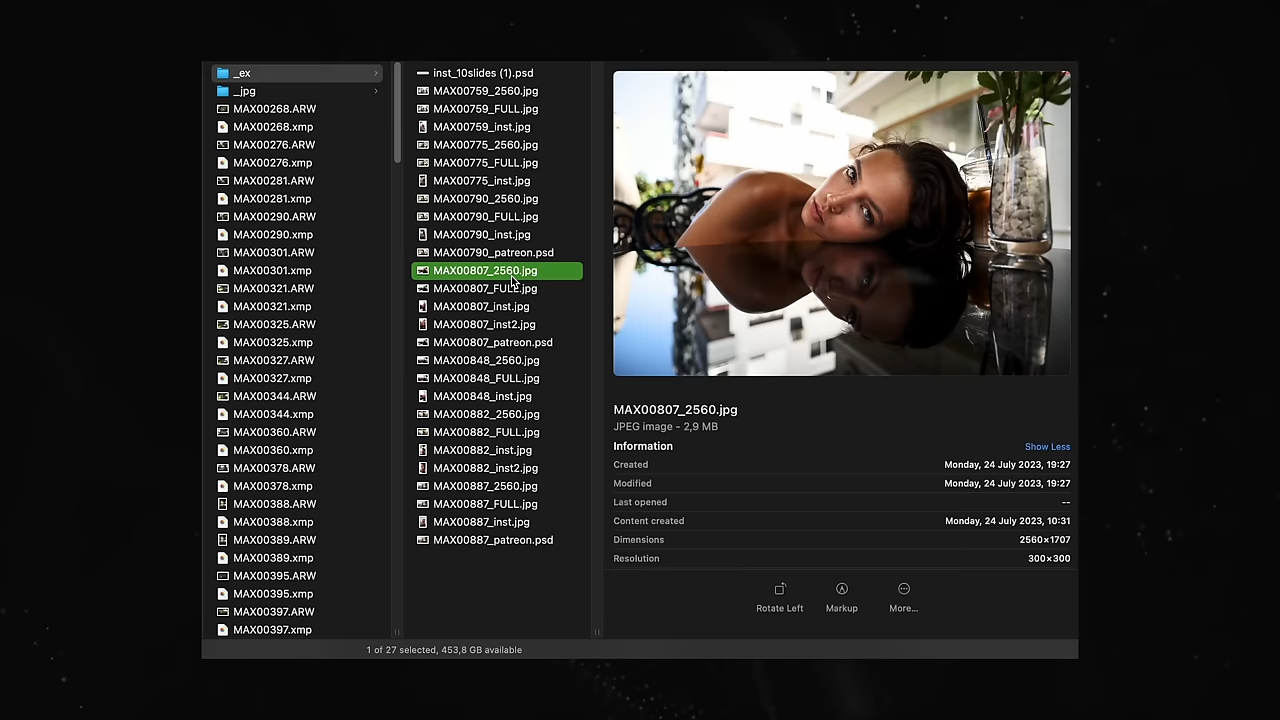 _ex
_jpg
MAX00268.ARW
MAX00268.xmp
MAX00276.ARW
MAX00276.xmp
MAX00281.ARW
MAX00281.xmp
MAX00290.ARW
MAX00290.xmp
MAX00301.ARW
MAX00301.xmp
MAX00321.ARW
MAX00321.xmp
MAX00325.ARW
MAX00325.xmp
MAX00327.ARW
MAX00327.xmp
MAX00344.ARW
MAX00344.xmp
MAX00360.ARW
MAX00360.xmp
MAX00378.ARW
MAX00378.xmp
MAX00388.ARW
MAX00388.xmp
MAX00389.ARW
MAX00389.xmp
MAX00395.ARW
MAX00395.xmp
MAX00397.ARW
MAX00397.xmp
inst_10slides (1).psd
MAX00759_2560.jpg
MAX00759_FULL.jpg
MAX00759_inst.jpg
MAX00775_2560.jpg
MAX00775_FULL.jpg
MAX00775_inst.jpg
MAX00790_2560.jpg
MAX00790_FULL.jpg
MAX00790_inst.jpg
MAX00790_patreon.psd
MAX00807_2560.jpg
MAX00807_FULL.jpg
MAX00807_inst.jpg
MAX00807_inst2.jpg
MAX00807_patreon.psd
MAX00848_2560.jpg
MAX00848_FULL.jpg
MAX00848_inst.jpg
MAX00882_2560.jpg
MAX00882_FULL.jpg
MAX00882_inst.jpg
MAX00882_inst2.jpg
MAX00887_2560.jpg
MAX00887_FULL.jpg
MAX00887_inst.jpg
MAX00887_patreon.psd
MAX00807_2560.jpg
JPEG image - 2,9 MB
Information Show Less
Created Monday, 24 July 2023, 19:27
Modified Monday, 24 July 2023, 19:27
Last opened --
Content created Monday, 24 July 2023, 10:31
Dimensions 2560×1707
Resolution 300×300
Rotate Left Markup More...
1 of 27 selected, 453,8 GB available